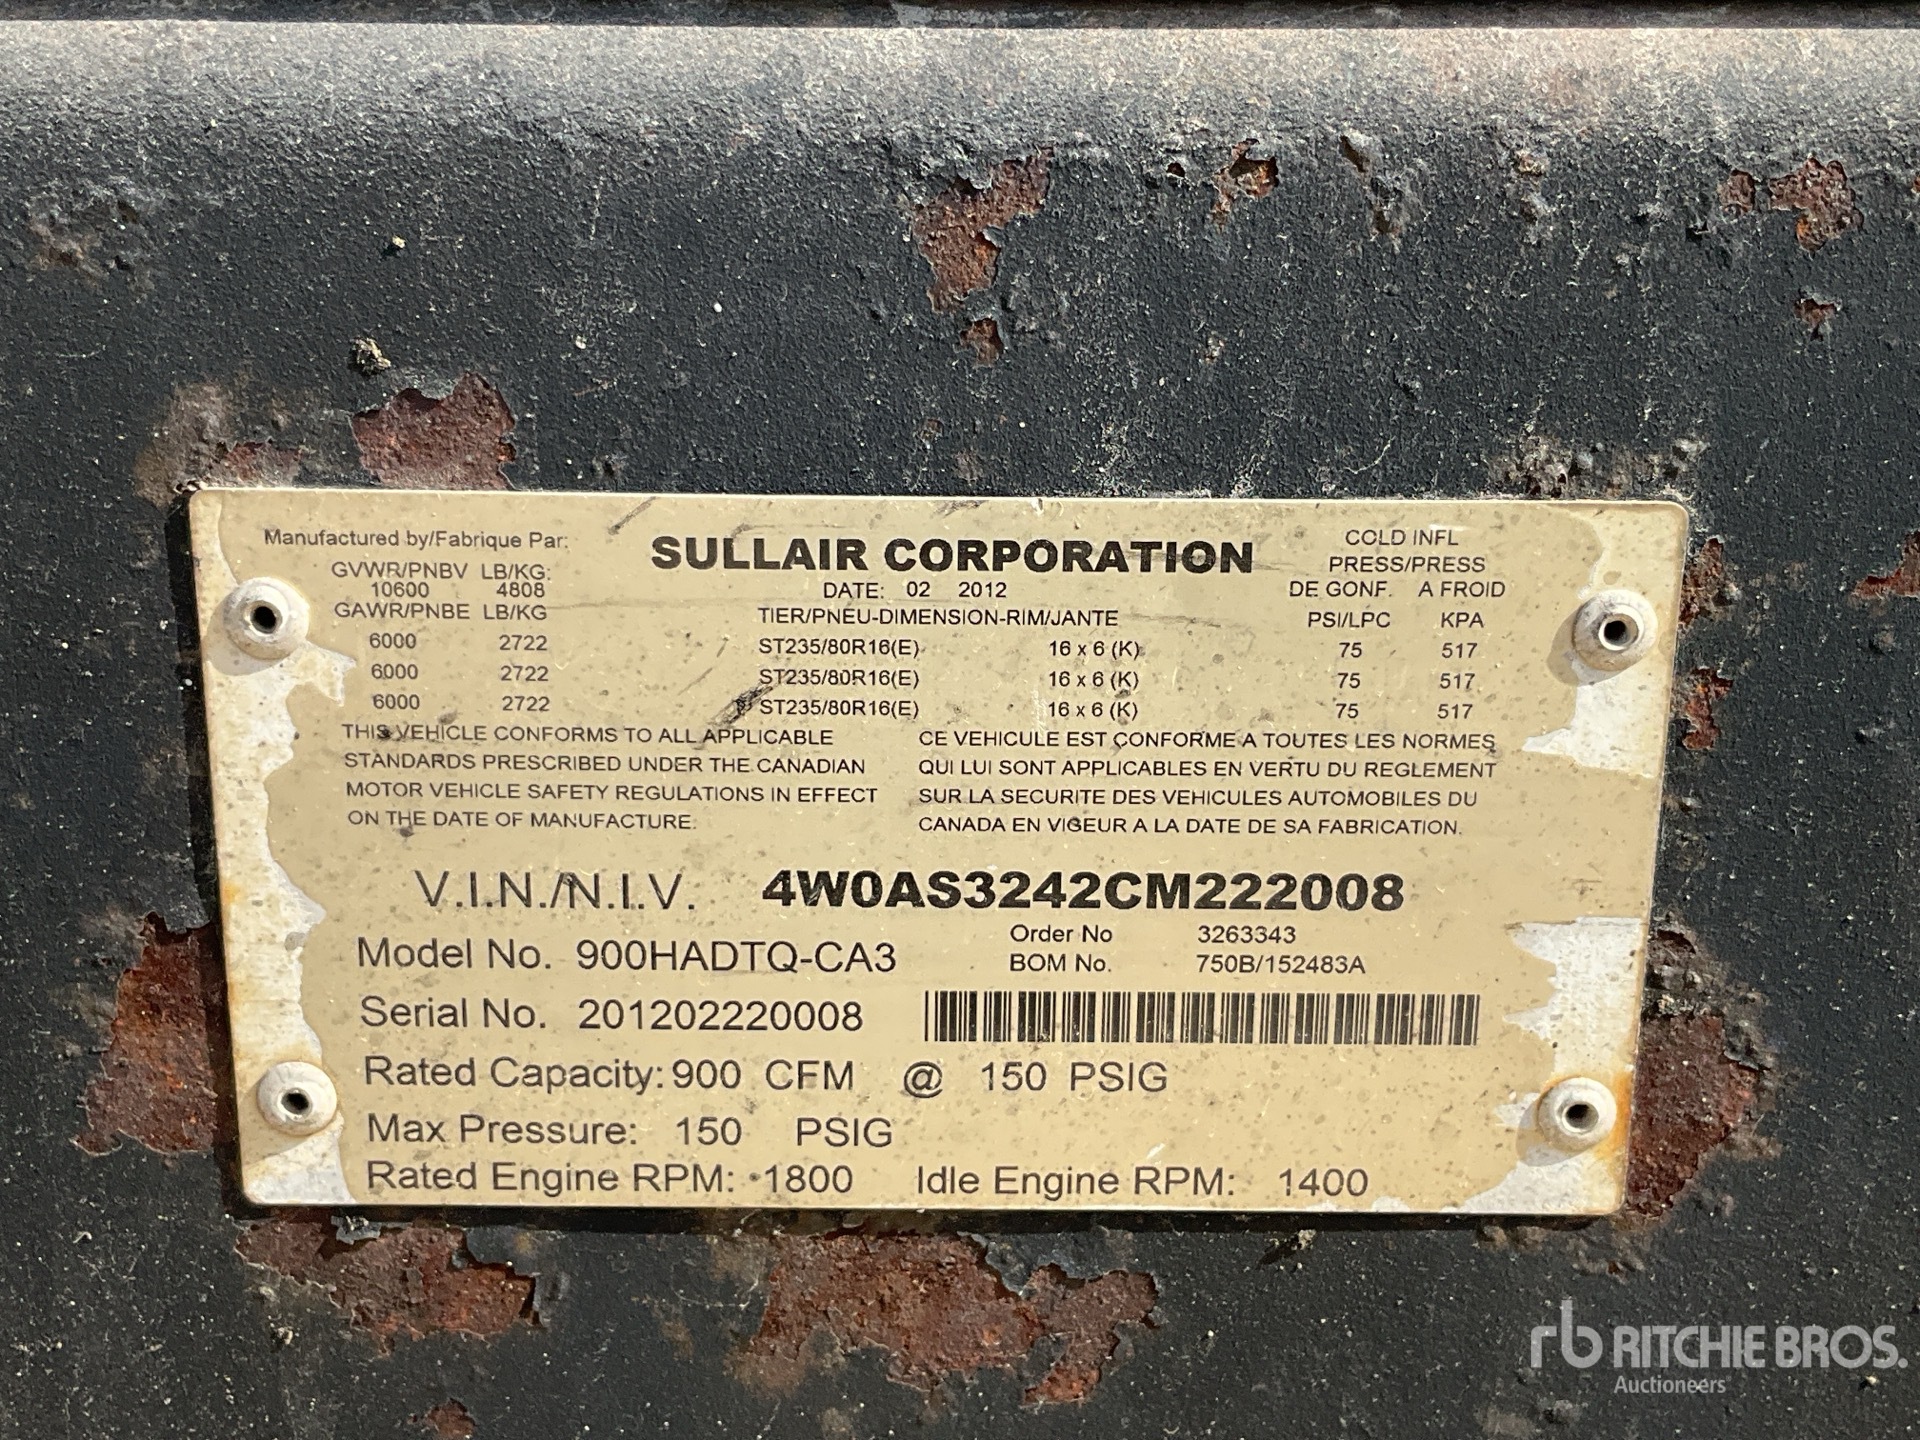 Manufactured by/Fabrique Par:
SULLAIR CORPORATION
COLD INFL
PRESS/PRESS
GVWR/PNBV LB/KG:
10600 4808
DATE: 02 2012
DE GONF. A FROID
GAWR/PNBE LB/KG
TIER/PNEU-DIMENSION-RIM/JANTE
PSI/LPC KPA
6000 2722 ST235/80R16(E) 16 x 6 (K) 75 517
6000 2722 ST235/80R16(E) 16 x 6 (K) 75 517
6000 2722 ST235/80R16(E) 16 x 6 (K) 75 517
THIS VEHICLE CONFORMS TO ALL APPLICABLE
STANDARDS PRESCRIBED UNDER THE CANADIAN
MOTOR VEHICLE SAFETY REGULATIONS IN EFFECT
ON THE DATE OF MANUFACTURE.
CE VEHICULE EST CONFORME A TOUTES LES NORMES
QUI LUI SONT APPLICABLES EN VERTU DU REGLEMENT
SUR LA SECURITE DES VEHICULES AUTOMOBILES DU
CANADA EN VIGEUR A LA DATE DE SA FABRICATION.
V.I.N./N.I.V. 4W0AS3242CM222008
Model No. 900HADTQ-CA3
Order No 3263343
BOM No. 750B/152483A
Serial No. 201202220008
Rated Capacity: 900 CFM @ 150 PSIG
Max Pressure: 150 PSIG
Rated Engine RPM: 1800 Idle Engine RPM: 1400
rb RITCHIE BROS.
Auctioneers